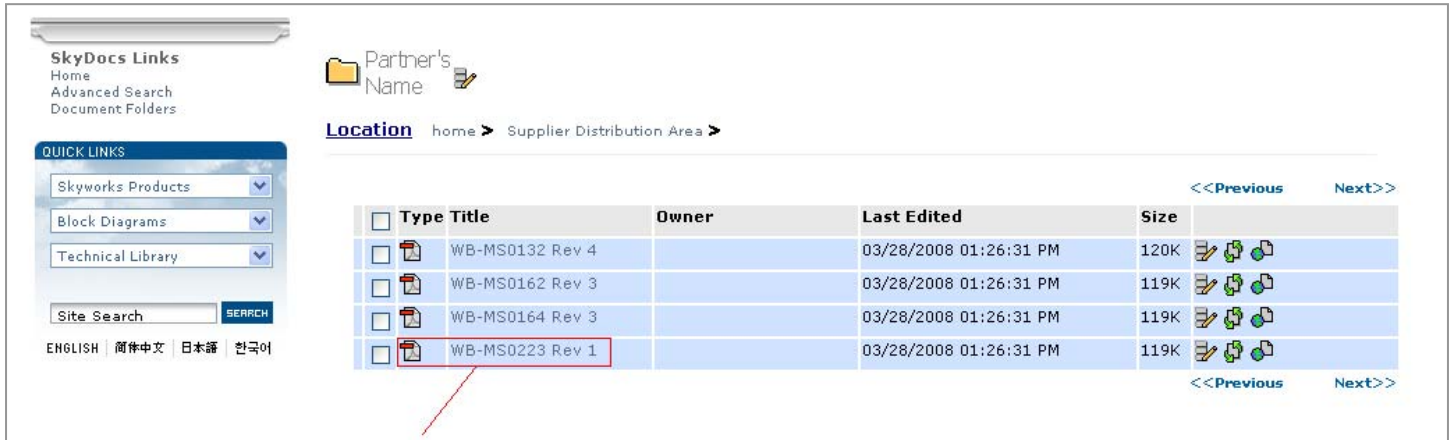 SkyDocs Links
Home
Advanced Search
Document Folders
QUICK LINKS
Skyworks Products
Block Diagrams
Technical Library
Site Search SEARCH
ENGLISH 简体中文 日本語 한국어
Partner's
Name
Location home > Supplier Distribution Area >
<<Previous Next>>
Type Title Owner Last Edited Size
WB-MS0132 Rev 4 03/28/2008 01:26:31 PM 120K
WB-MS0162 Rev 3 03/28/2008 01:26:31 PM 119K
WB-MS0164 Rev 3 03/28/2008 01:26:31 PM 119K
WB-MS0223 Rev 1 03/28/2008 01:26:31 PM 119K
<<Previous Next>>